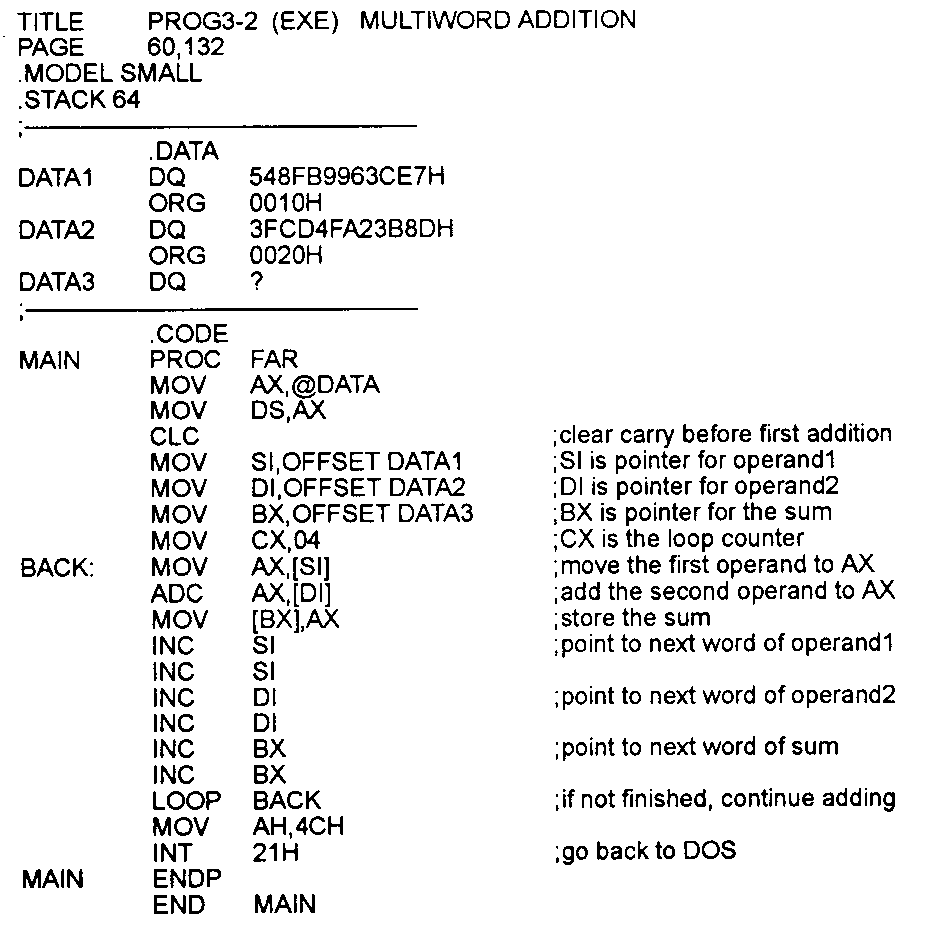 TITLE PROG3-2 (EXE) MULTIWORD ADDITION
PAGE 60,132
.MODEL SMALL
.STACK 64
;
.DATA
DATA1 DQ 548FB9963CE7H
ORG 0010H
DATA2 DQ 3FCD4FA23B8DH
ORG 0020H
DATA3 DQ ?
;
.CODE
MAIN PROC FAR
MOV AX,@DATA
MOV DS,AX
CLC ;clear carry before first addition
MOV SI,OFFSET DATA1 ;SI is pointer for operand1
MOV DI,OFFSET DATA2 ;DI is pointer for operand2
MOV BX,OFFSET DATA3 ;BX is pointer for the sum
MOV CX,04 ;CX is the loop counter
BACK: MOV AX,[SI] ;move the first operand to AX
ADC AX,[DI] ;add the second operand to AX
MOV [BX],AX ;store the sum
INC SI ;point to next word of operand1
INC SI
INC DI ;point to next word of operand2
INC DI
INC BX ;point to next word of sum
INC BX
LOOP BACK ;if not finished, continue adding
MOV AH,4CH
INT 21H ;go back to DOS
MAIN ENDP
END MAIN